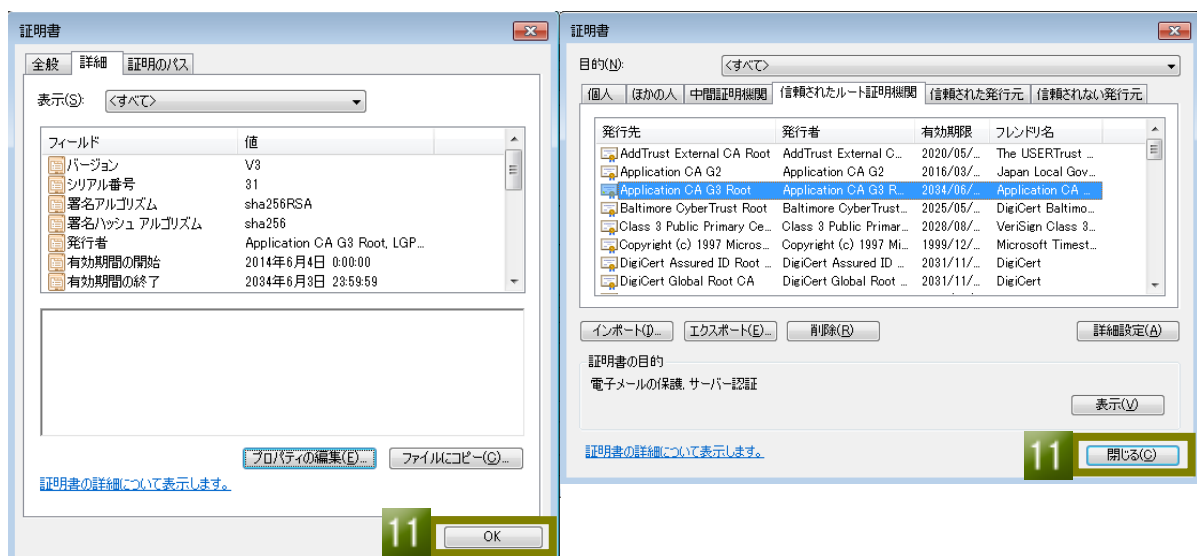 証明書
全般 詳細 証明のパス
表示(S): <すべて>
フィールド 値
バージョン V3
シリアル番号 31
署名アルゴリズム sha256RSA
署名ハッシュ アルゴリズム sha256
発行者 Application CA G3 Root, LGP...
有効期間の開始 2014年6月4日 0:00:00
有効期間の終了 2034年6月3日 23:59:59
プロパティの編集(E)... ファイルにコピー(C)...
証明書の詳細について表示します。
11 OK
証明書
目的(N): <すべて>
個人 ほかの人 中間証明機関 信頼されたルート証明機関 信頼された発行元 信頼されない発行元
発行先 発行者 有効期限 フレンドリ名
AddTrust External CA Root AddTrust External C... 2020/05/... The USERTrust ...
Application CA G2 Application CA G2 2016/03/... Japan Local Gov...
Application CA G3 Root Application CA G3 R... 2034/06/... Application CA ...
Baltimore CyberTrust Root Baltimore CyberTrust... 2025/05/... DigiCert Baltimo...
Class 3 Public Primary Ce... Class 3 Public Primar... 2028/08/... VeriSign Class 3...
Copyright (c) 1997 Micros... Copyright (c) 1997 Mi... 1999/12/... Microsoft Timest...
DigiCert Assured ID Root ... DigiCert Assured ID ... 2031/11/... DigiCert
DigiCert Global Root CA DigiCert Global Root ... 2031/11/... DigiCert
インポート(I)... エクスポート(E)... 削除(R) 詳細設定(A)
証明書の目的
電子メールの保護, サーバー認証
表示(V)
証明書の詳細について表示します。
11 閉じる(C)